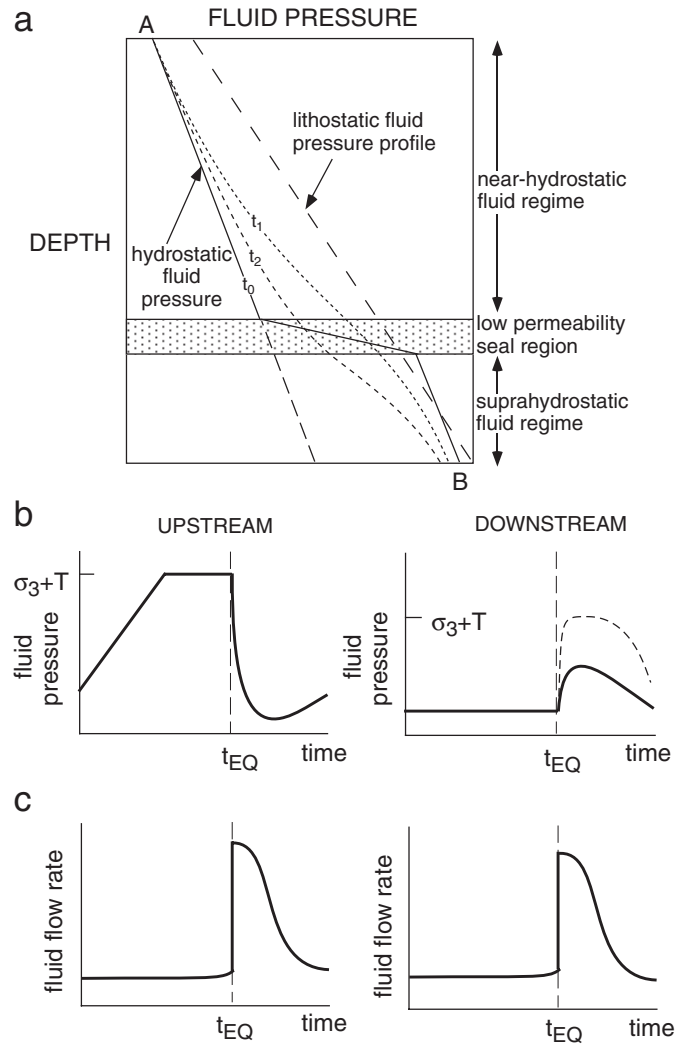 a
A
FLUID PRESSURE
lithostatic fluid
pressure profile
near-hydrostatic
fluid regime
t1
DEPTH
hydrostatic
fluid
pressure
t2
t0
low permeability
seal region
suprahydrostatic
fluid regime
B
b
UPSTREAM
σ3+T
fluid
pressure
tEQ
time
DOWNSTREAM
σ3+T
fluid
pressure
tEQ
time
c
fluid flow rate
tEQ
time
fluid flow rate
tEQ
time